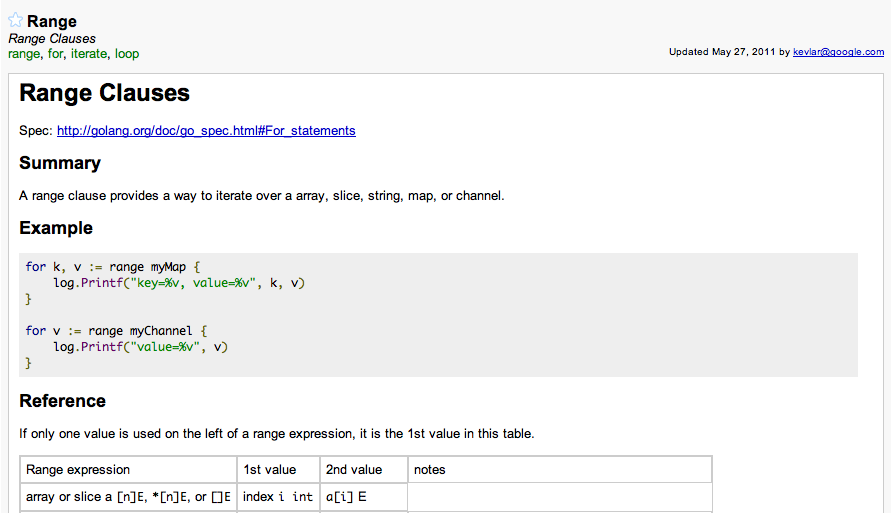 Range
Range Clauses
range, for, iterate, loop
Updated May 27, 2011 by kevlar@google.com
Range Clauses
Spec: http://golang.org/doc/go_spec.html#For_statements
Summary
A range clause provides a way to iterate over a array, slice, string, map, or channel.
Example
for k, v := range myMap {
    log.Printf("key=%v, value=%v", k, v)
}
for v := range myChannel {
    log.Printf("value=%v", v)
}
Reference
If only one value is used on the left of a range expression, it is the 1st value in this table.
Range expression 1st value 2nd value notes
array or slice a [n]E, *[n]E, or []E index i int a[i] E